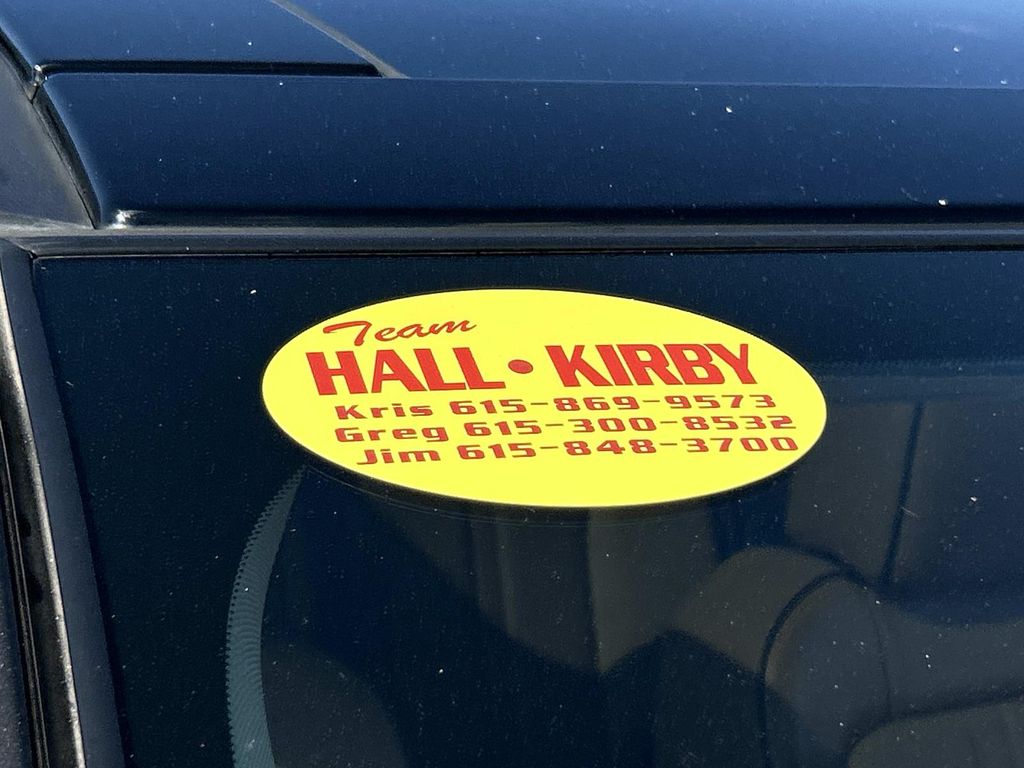 Team
HALL • KIRBY
Kris 615-869-9573
Greg 615-300-8532
Jim 615-848-3700